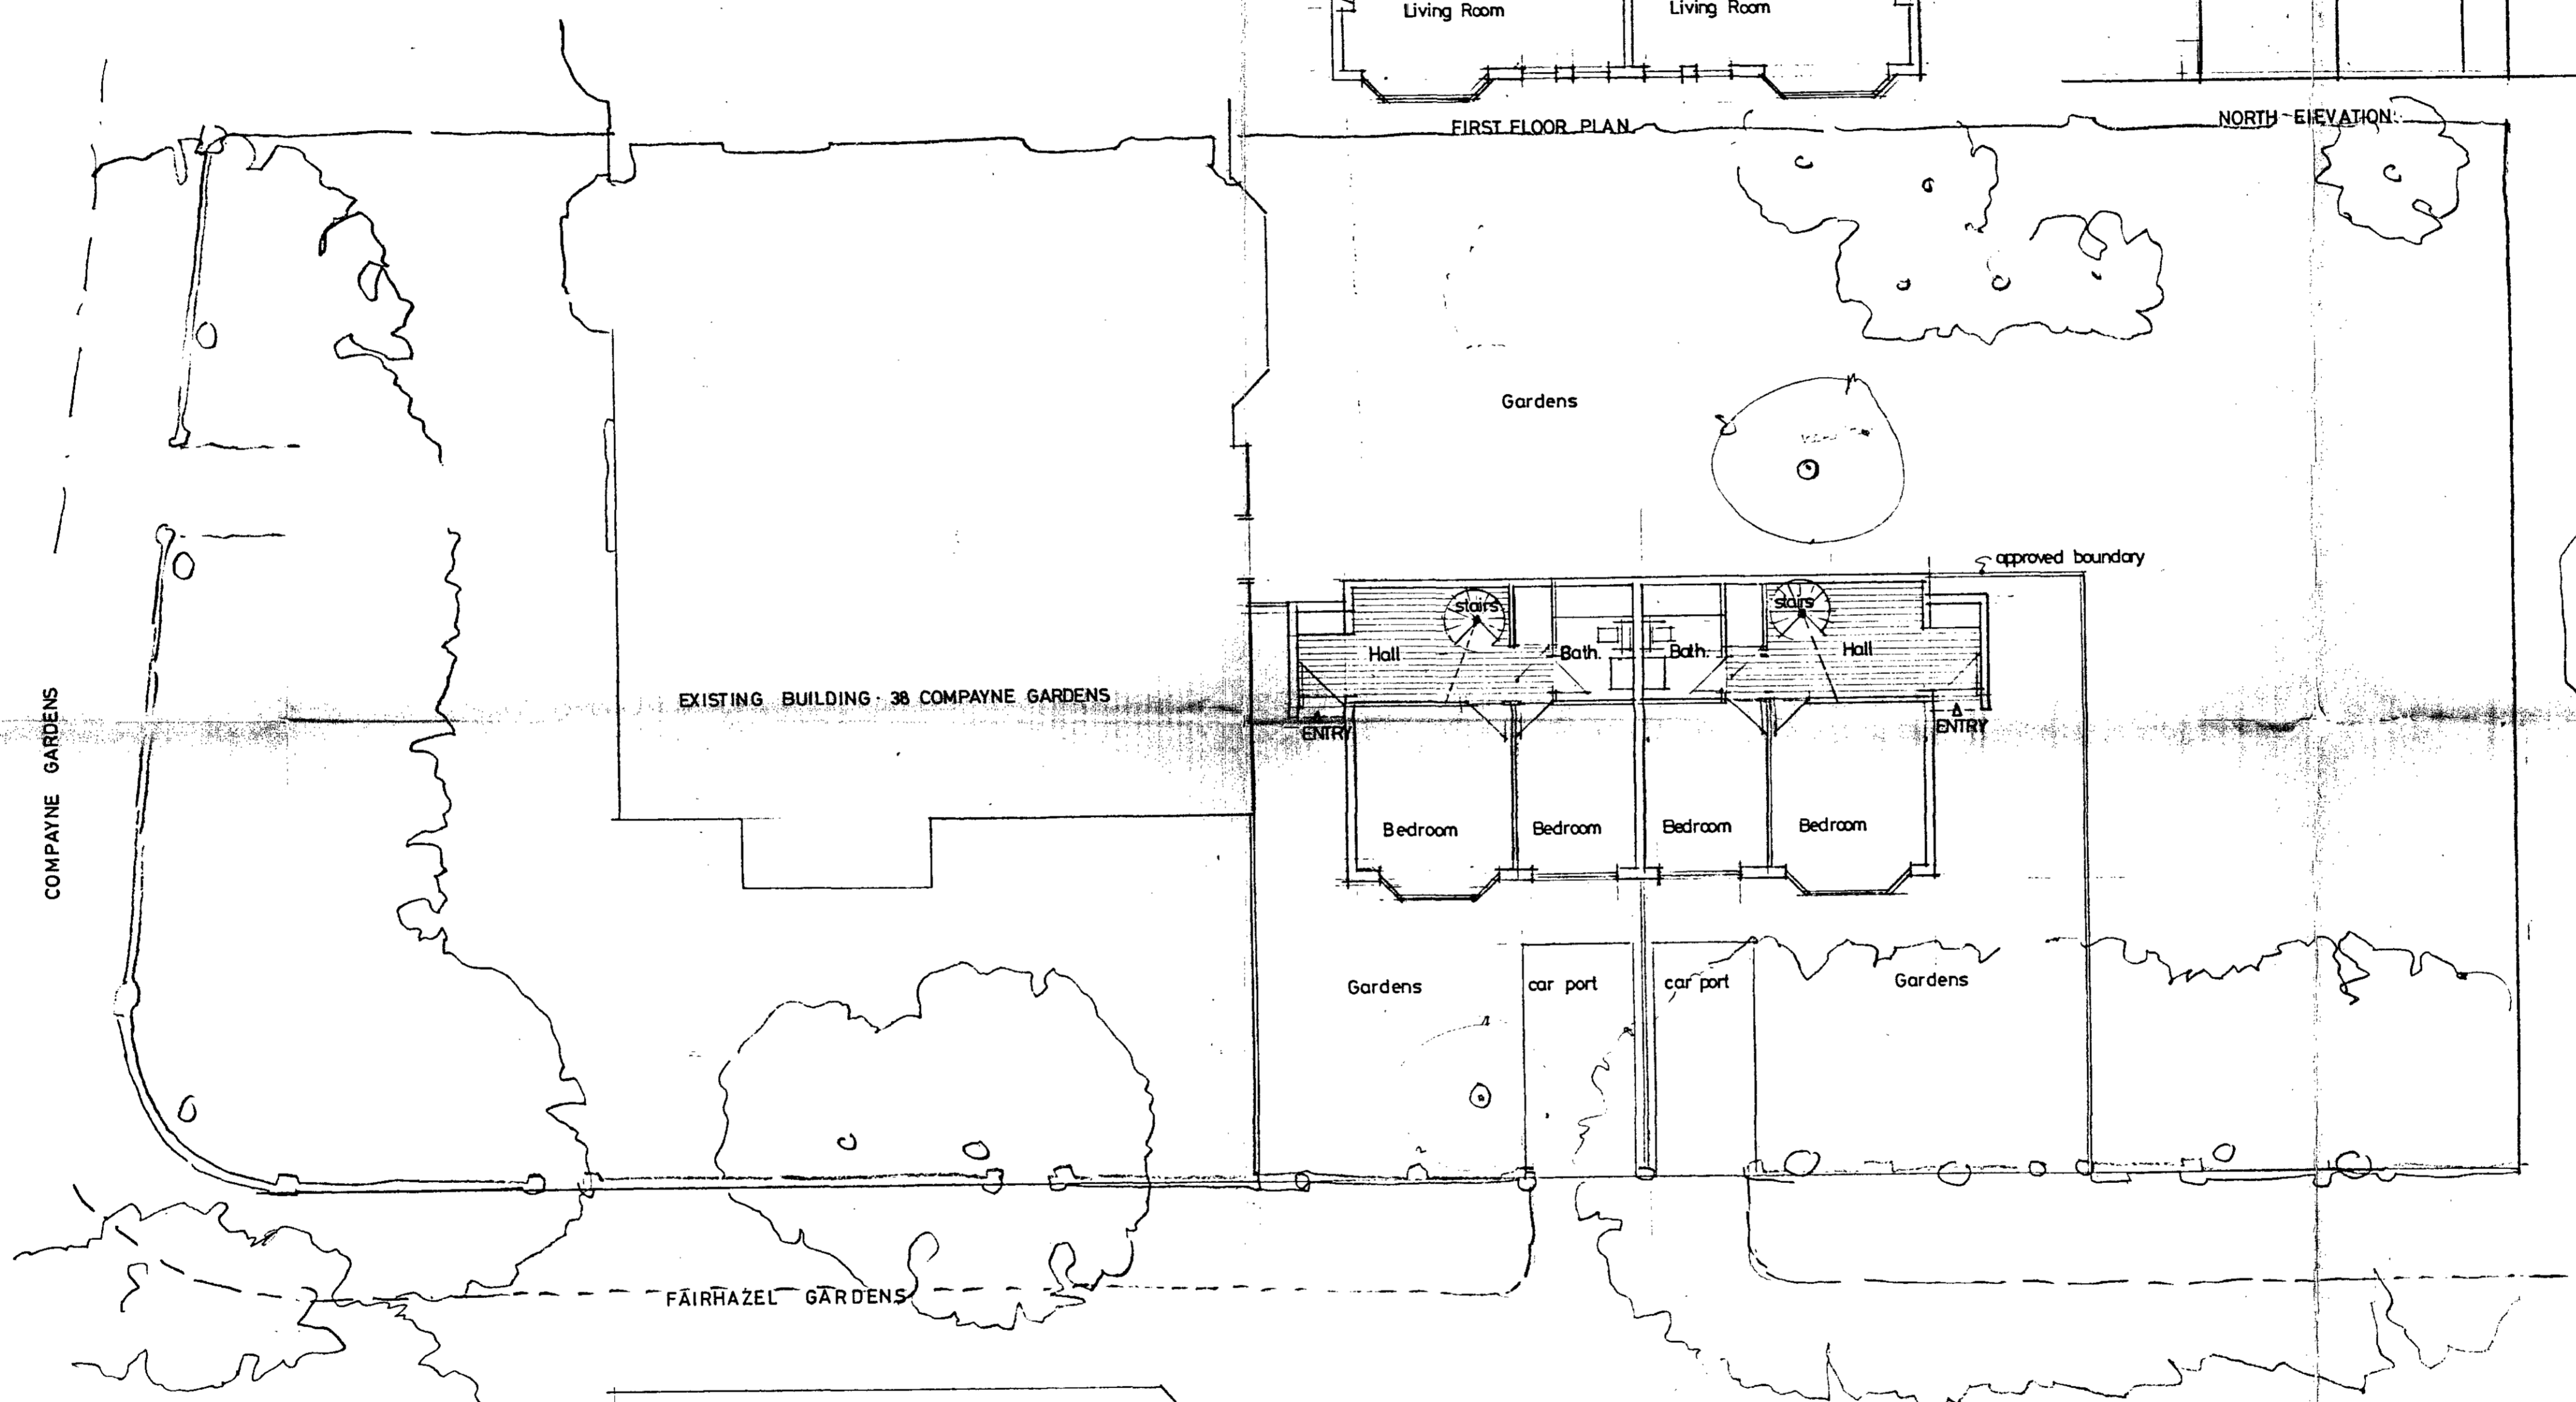 Living Room
Living Room
FIRST FLOOR PLAN
NORTH ELEVATION
Gardens
approved boundary
stairs
stairs
Hall
Bath.
Bath.
Hall
EXISTING BUILDING · 38 COMPAYNE GARDENS
COMPAYNE GARDENS
ENTRY
ENTRY
Bedroom
Bedroom
Bedroom
Bedroom
Gardens
car port
car port
Gardens
FAIRHAZEL GARDENS